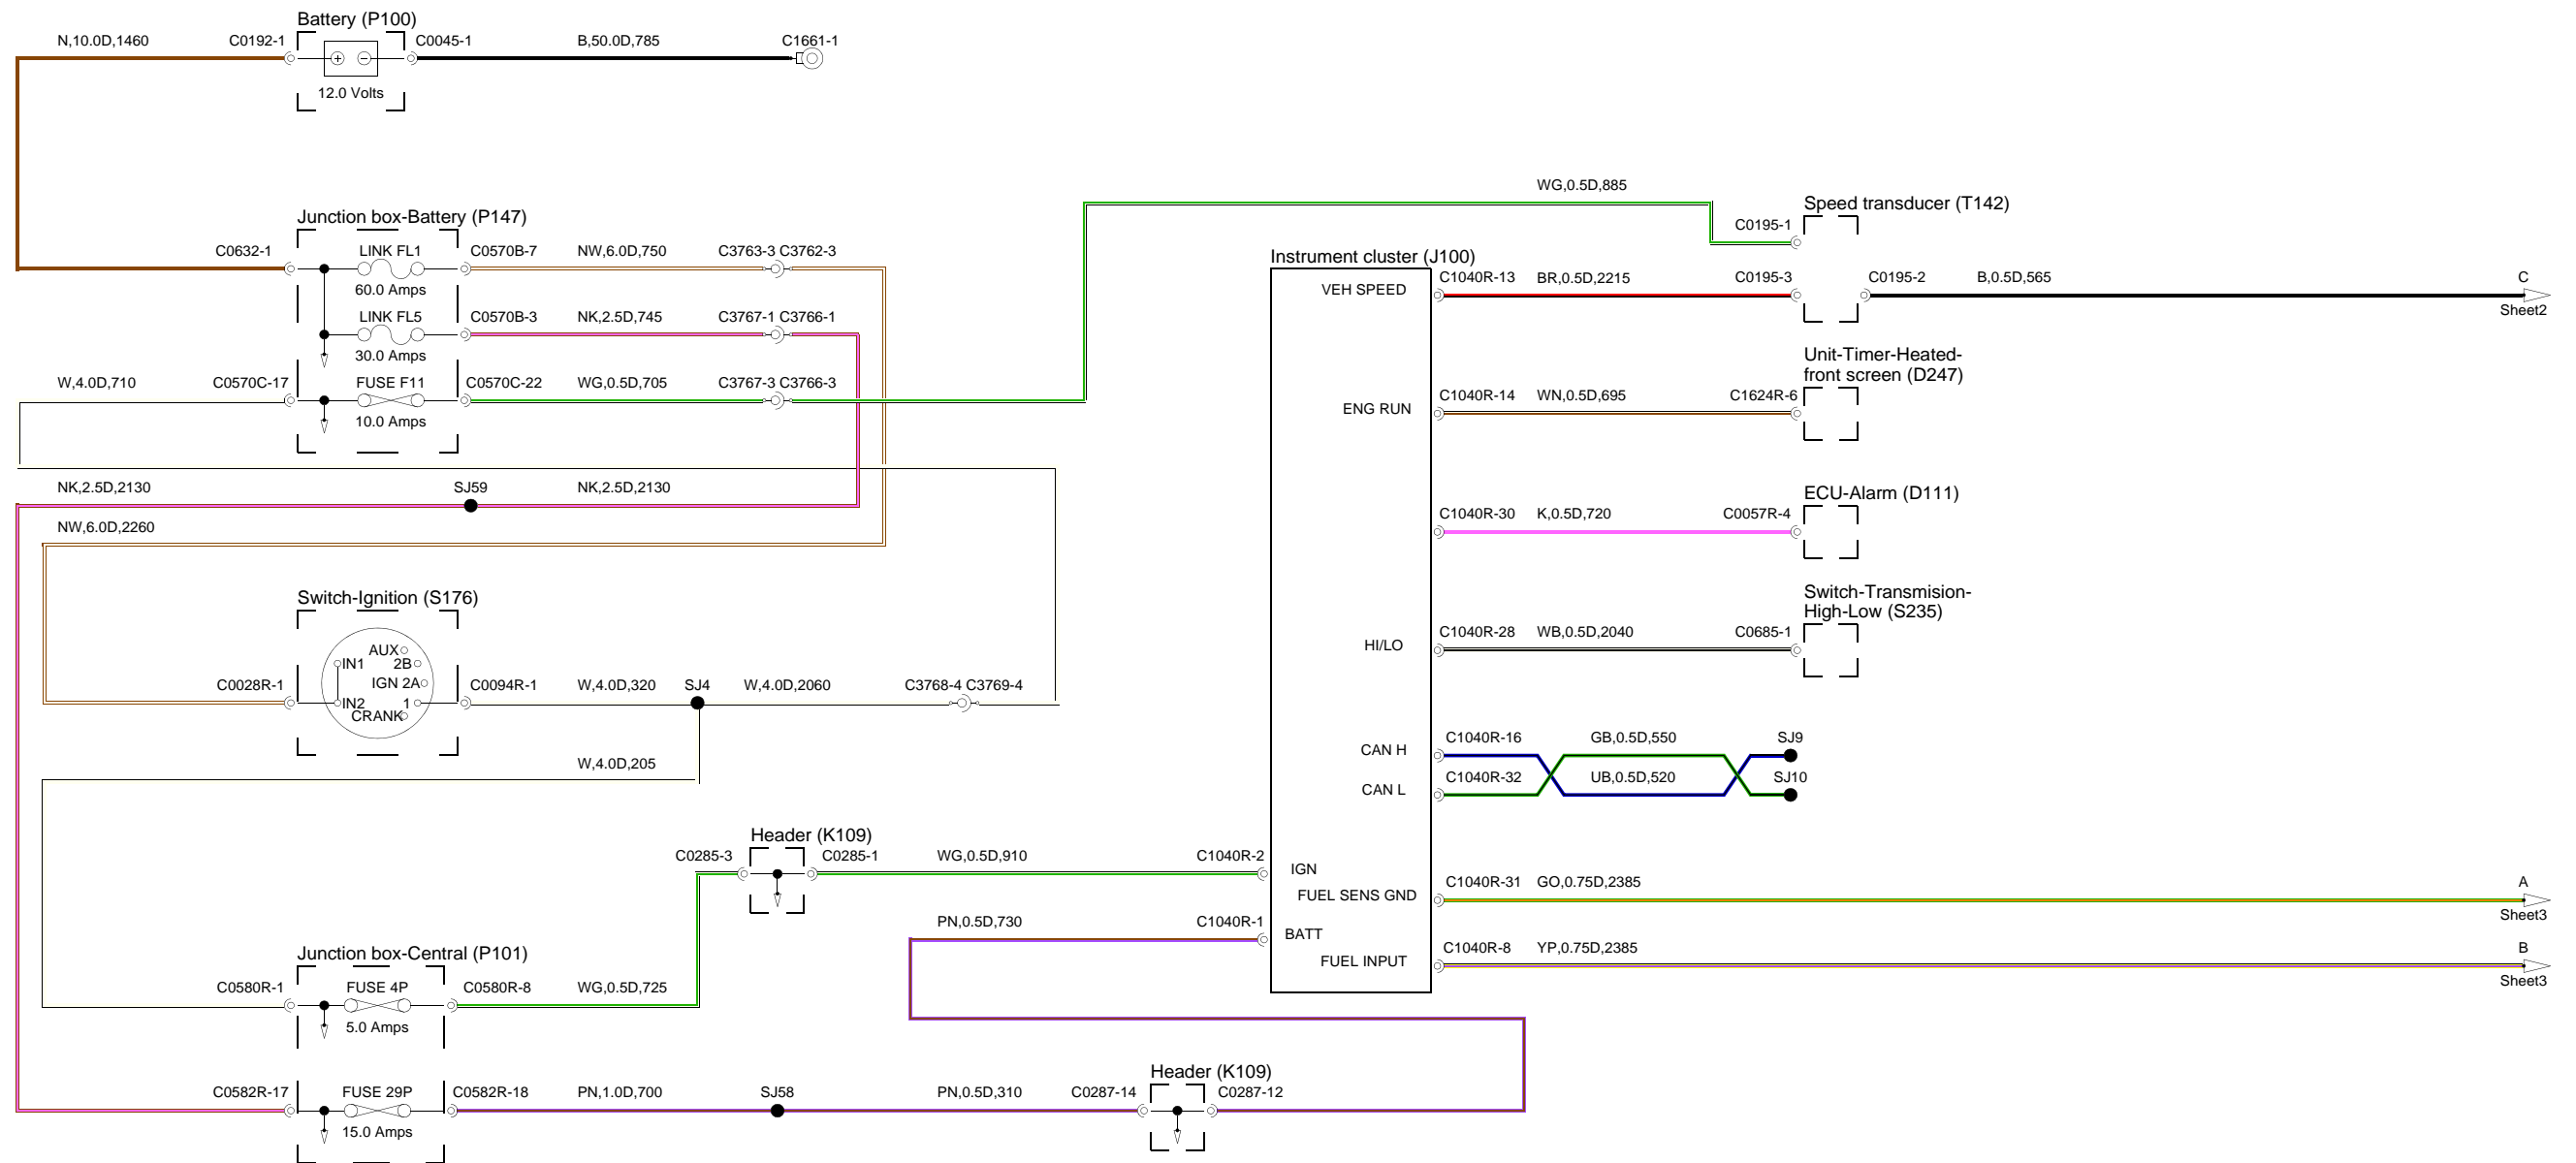 Battery (P100)
N,10.0D,1460
C0192-1
C0045-1
B,50.0D,785
C1661-1
12.0 Volts
WG,0.5D,885
Speed transducer (T142)
C0195-1
Junction box-Battery (P147)
C0632-1
LINK FL1
C0570B-7
NW,6.0D,750
C3763-3 C3762-3
60.0 Amps
LINK FL5
C0570B-3
NK,2.5D,745
C3767-1 C3766-1
30.0 Amps
W,4.0D,710
C0570C-17
FUSE F11
C0570C-22
WG,0.5D,705
C3767-3 C3766-3
10.0 Amps
Instrument cluster (J100)
VEH SPEED
C1040R-13
BR,0.5D,2215
C0195-3
C0195-2
B,0.5D,565
C
Sheet2
Unit-Timer-Heated-
front screen (D247)
ENG RUN
C1040R-14
WN,0.5D,695
C1624R-6
NK,2.5D,2130
SJ59
NK,2.5D,2130
NW,6.0D,2260
ECU-Alarm (D111)
C1040R-30
K,0.5D,720
C0057R-4
Switch-Transmision-
High-Low (S235)
HI/LO
C1040R-28
WB,0.5D,2040
C0685-1
Switch-Ignition (S176)
AUX
IN1
2B
IGN 2A
IN2
1
CRANK
C0028R-1
C0094R-1
W,4.0D,320
SJ4
W,4.0D,2060
C3768-4 C3769-4
W,4.0D,205
CAN H
C1040R-16
GB,0.5D,550
SJ9
CAN L
C1040R-32
UB,0.5D,520
SJ10
Header (K109)
C0285-3
C0285-1
WG,0.5D,910
C1040R-2
IGN
FUEL SENS GND
C1040R-31
GO,0.75D,2385
A
Sheet3
PN,0.5D,730
C1040R-1
BATT
FUEL INPUT
C1040R-8
YP,0.75D,2385
B
Sheet3
Junction box-Central (P101)
C0580R-1
FUSE 4P
C0580R-8
WG,0.5D,725
5.0 Amps
C0582R-17
FUSE 29P
C0582R-18
PN,1.0D,700
SJ58
PN,0.5D,310
C0287-14
Header (K109)
C0287-12
15.0 Amps